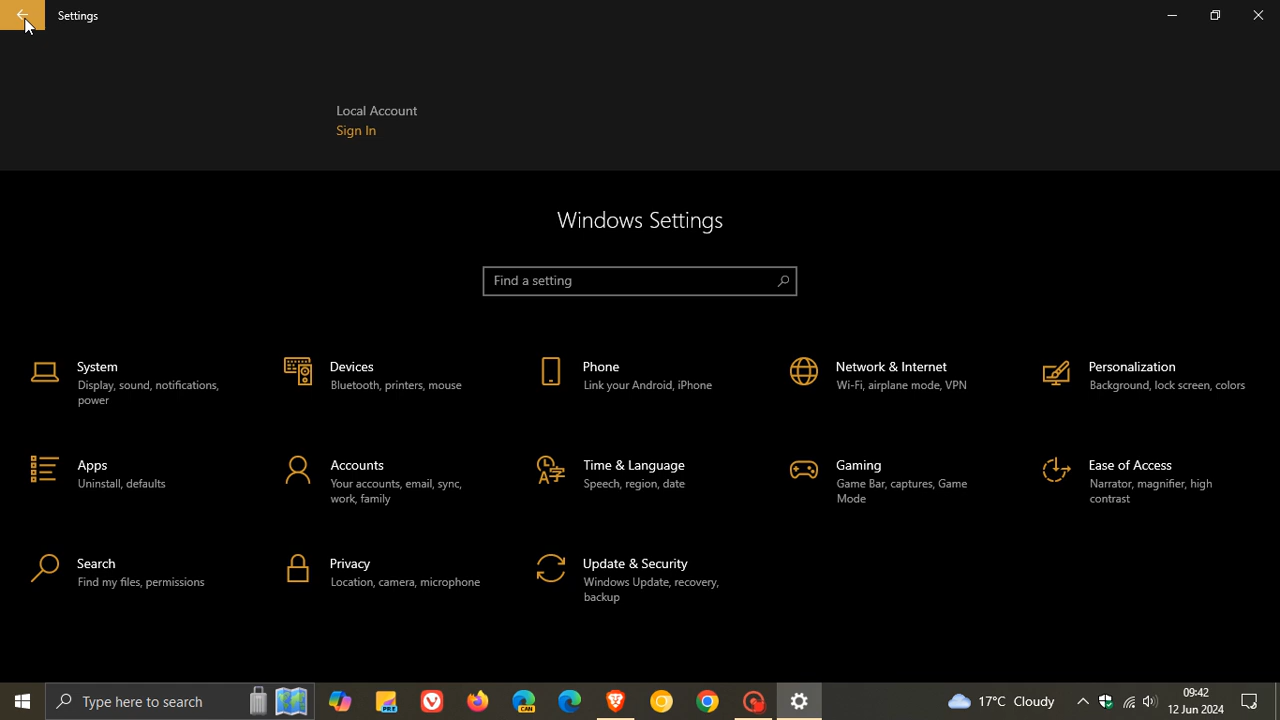 Settings
Local Account
Sign In
Windows Settings
Find a setting
System
Display, sound, notifications,
power
Devices
Bluetooth, printers, mouse
Phone
Link your Android, iPhone
Network & Internet
Wi-Fi, airplane mode, VPN
Personalization
Background, lock screen, colors
Apps
Uninstall, defaults
Accounts
Your accounts, email, sync,
work, family
Time & Language
Speech, region, date
Gaming
Game Bar, captures, Game
Mode
Ease of Access
Narrator, magnifier, high
contrast
Search
Find my files, permissions
Privacy
Location, camera, microphone
Update & Security
Windows Update, recovery,
backup
Type here to search
PRE
CAN
17°C Cloudy
09:42
12 Jun 2024